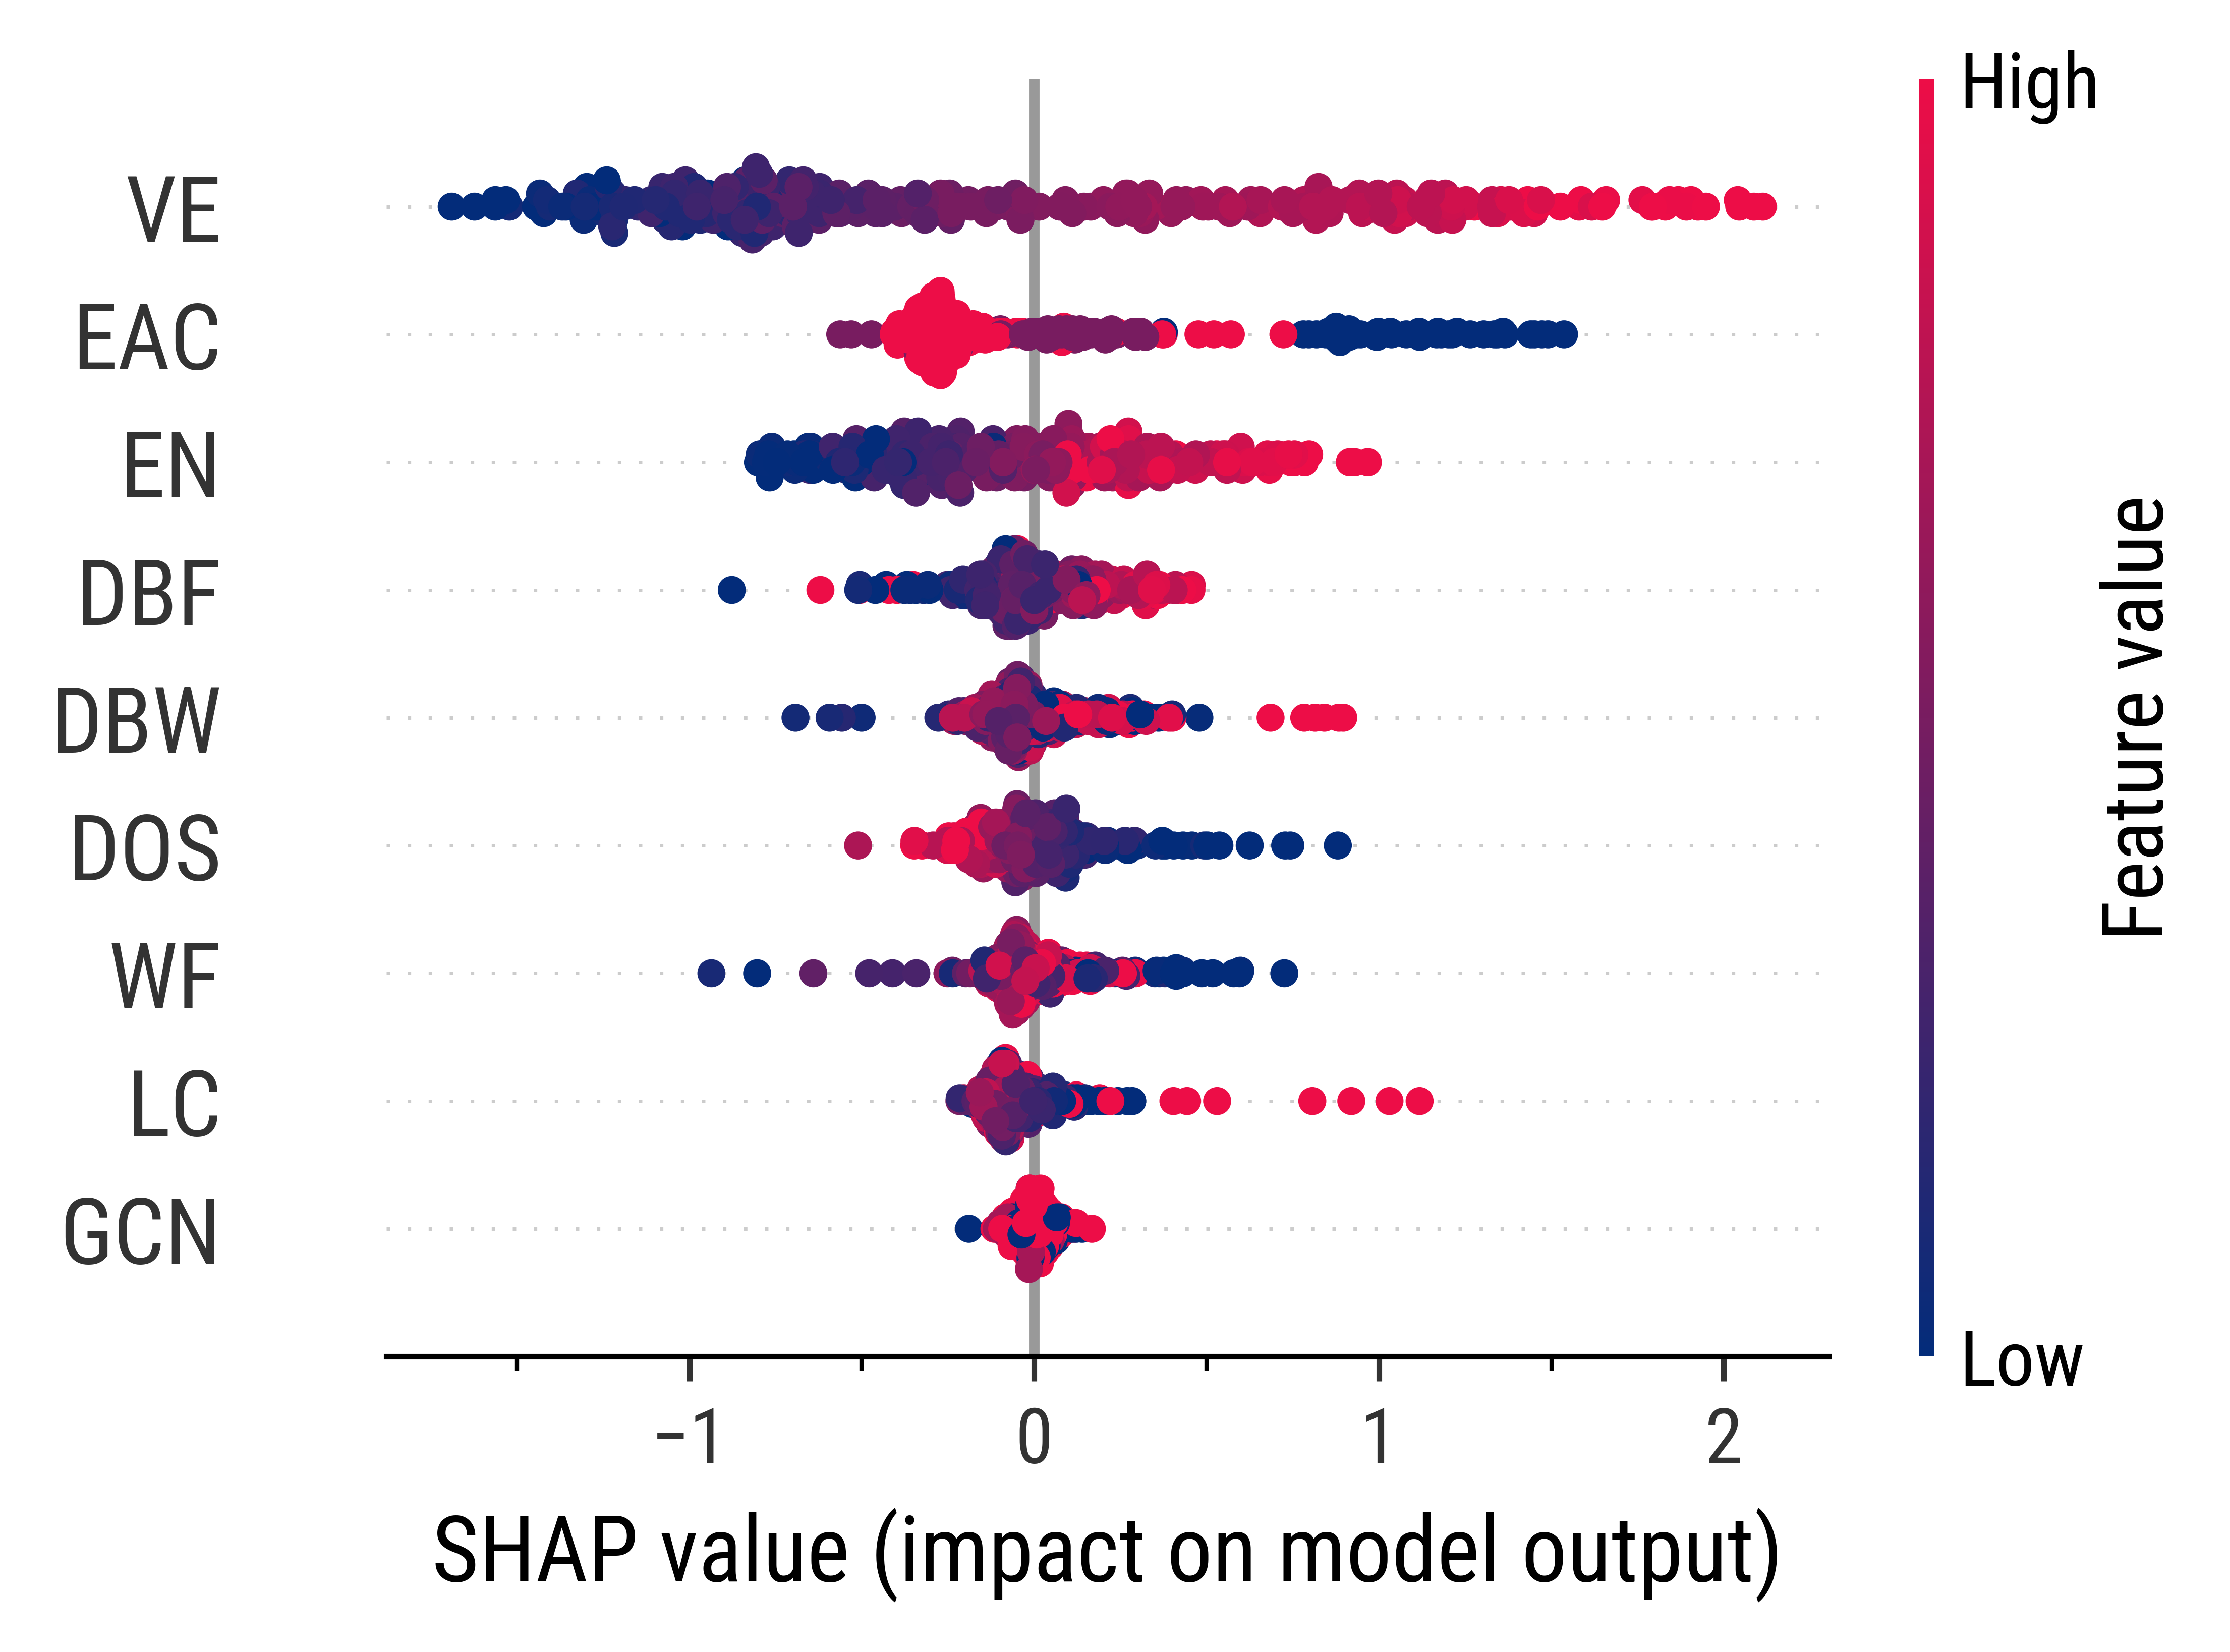 High
VE
EAC
EN
DBF
DBW
DOS
WF
LC
GCN
Feature value
Low
−1 0 1 2
SHAP value (impact on model output)